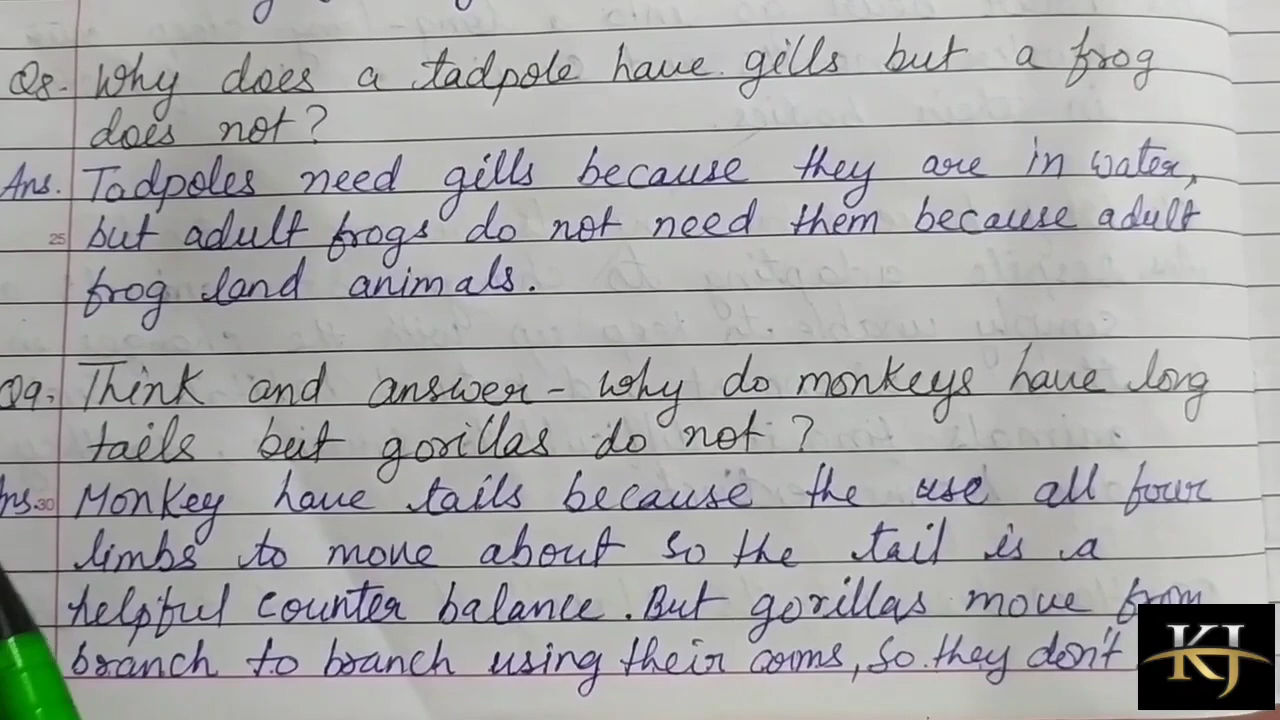 Q8. Why does a tadpole have gills but a frog
does not?
Ans. Tadpoles need gills because they are in water,
25 but adult frogs do not need them because adult
frog land animals.
Q9. Think and answer - Why do monkeys have long
tails but gorillas do not?
Ans. 30 Monkey have tails because the use all four
limbs to move about so the tail is a
helpful counter balance. But gorillas move from
branch to branch using their arms, so they don't
KJ